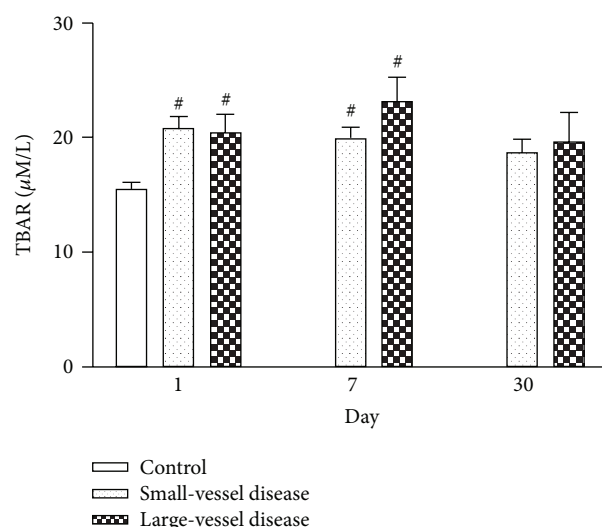 30
# # # #
20
TBAR (μM/L)
10
0
1 7 30
Day
Control
Small-vessel disease
Large-vessel disease